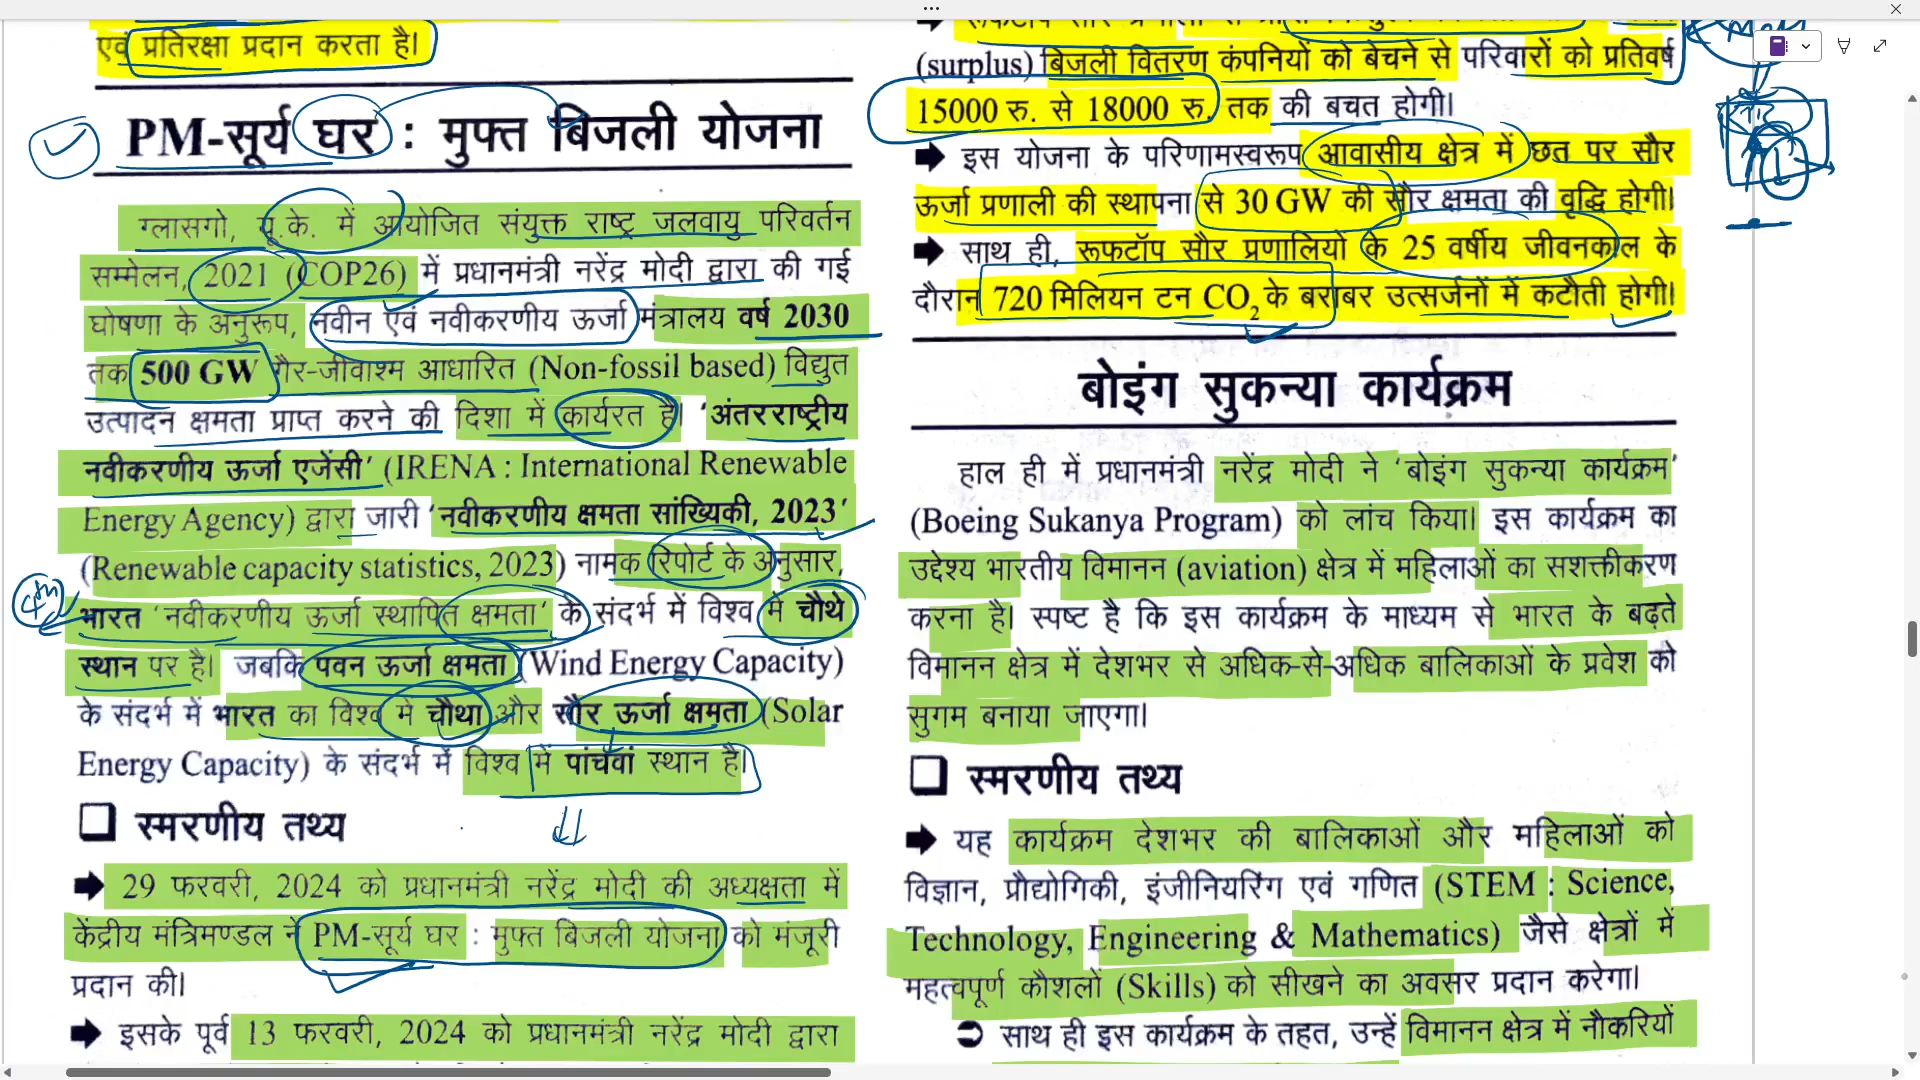 एवं प्रतिरक्षा प्रदान करता है।
PM-सूर्य घर : मुफ्त बिजली योजना
ग्लासगो, यू.के. में आयोजित संयुक्त राष्ट्र जलवायु परिवर्तन
सम्मेलन, 2021 (COP26) में प्रधानमंत्री नरेंद्र मोदी द्वारा की गई
घोषणा के अनुरूप, नवीन एवं नवीकरणीय ऊर्जा मंत्रालय वर्ष 2030
तक 500 GW गैर-जीवाश्म आधारित (Non-fossil based) विद्युत
उत्पादन क्षमता प्राप्त करने की दिशा में कार्यरत है। 'अंतरराष्ट्रीय
नवीकरणीय ऊर्जा एजेंसी' (IRENA : International Renewable
Energy Agency) द्वारा जारी 'नवीकरणीय क्षमता सांख्यिकी, 2023'
(Renewable capacity statistics, 2023) नामक रिपोर्ट के अनुसार,
4th
भारत 'नवीकरणीय ऊर्जा स्थापित क्षमता' के संदर्भ में विश्व में चौथे
स्थान पर है। जबकि पवन ऊर्जा क्षमता (Wind Energy Capacity)
के संदर्भ में भारत का विश्व में चौथा और सौर ऊर्जा क्षमता (Solar
Energy Capacity) के संदर्भ में विश्व में पांचवां स्थान है।
स्मरणीय तथ्य
29 फरवरी, 2024 को प्रधानमंत्री नरेंद्र मोदी की अध्यक्षता में
केंद्रीय मंत्रिमण्डल ने PM-सूर्य घर : मुफ्त बिजली योजना को मंजूरी
प्रदान की।
इसके पूर्व 13 फरवरी, 2024 को प्रधानमंत्री नरेंद्र मोदी द्वारा
(surplus) बिजली वितरण कंपनियों को बेचने से परिवारों को प्रतिवर्ष
15000 रु. से 18000 रु. तक की बचत होगी।
इस योजना के परिणामस्वरूप आवासीय क्षेत्र में छत पर सौर
ऊर्जा प्रणाली की स्थापना से 30 GW की सौर क्षमता की वृद्धि होगी।
साथ ही, रूफटॉप सौर प्रणालियों के 25 वर्षीय जीवनकाल के
दौरान 720 मिलियन टन CO₂ के बराबर उत्सर्जनों में कटौती होगी।
बोइंग सुकन्या कार्यक्रम
हाल ही में प्रधानमंत्री नरेंद्र मोदी ने 'बोइंग सुकन्या कार्यक्रम'
(Boeing Sukanya Program) को लांच किया। इस कार्यक्रम का
उद्देश्य भारतीय विमानन (aviation) क्षेत्र में महिलाओं का सशक्तीकरण
करना है। स्पष्ट है कि इस कार्यक्रम के माध्यम से भारत के बढ़ते
विमानन क्षेत्र में देशभर से अधिक-से-अधिक बालिकाओं के प्रवेश को
सुगम बनाया जाएगा।
स्मरणीय तथ्य
यह कार्यक्रम देशभर की बालिकाओं और महिलाओं को
विज्ञान, प्रौद्योगिकी, इंजीनियरिंग एवं गणित (STEM : Science,
Technology, Engineering & Mathematics) जैसे क्षेत्रों में
महत्वपूर्ण कौशलों (Skills) को सीखने का अवसर प्रदान करेगा।
साथ ही इस कार्यक्रम के तहत, उन्हें विमानन क्षेत्र में नौकरियों